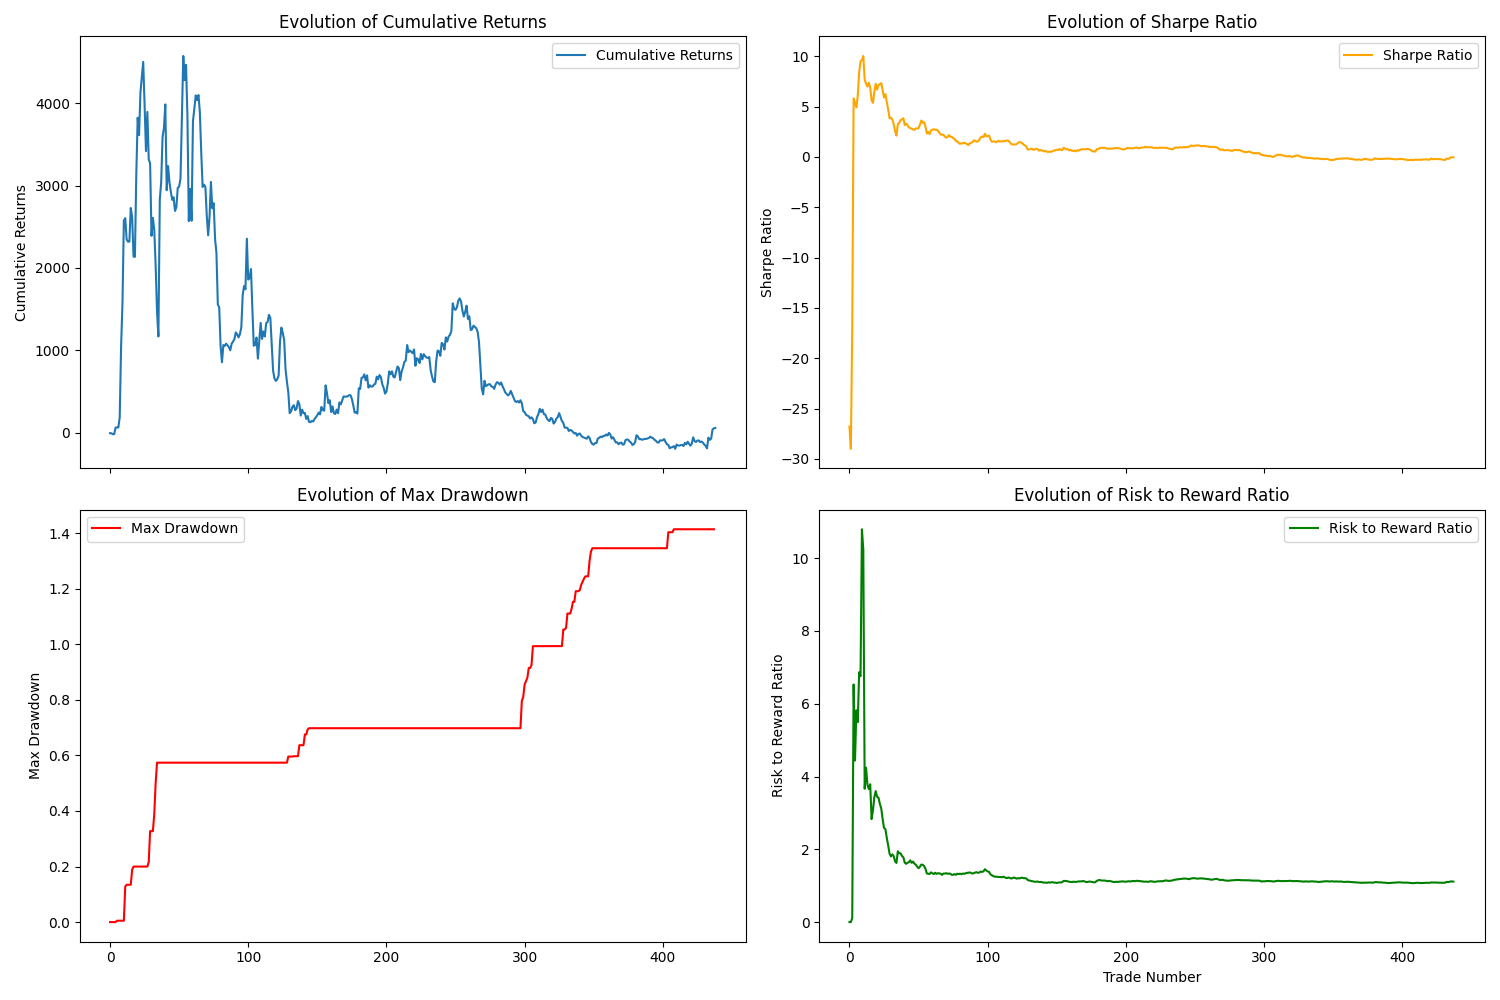 Evolution of Cumulative Returns
Cumulative Returns
Cumulative Returns
4000
3000
2000
1000
0
Evolution of Sharpe Ratio
Sharpe Ratio
Sharpe Ratio
10
5
0
−5
−10
−15
−20
−25
−30
Evolution of Max Drawdown
Max Drawdown
Max Drawdown
1.4
1.2
1.0
0.8
0.6
0.4
0.2
0.0
0 100 200 300 400
Evolution of Risk to Reward Ratio
Risk to Reward Ratio
Risk to Reward Ratio
10
8
6
4
2
0
0 100 200 300 400
Trade Number